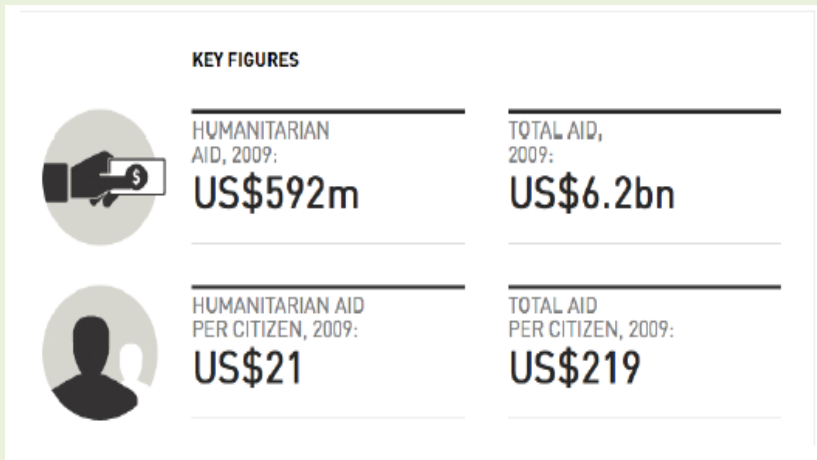 KEY FIGURES
HUMANITARIAN
AID, 2009:
US$592m
TOTAL AID,
2009:
US$6.2bn
$
HUMANITARIAN AID
PER CITIZEN, 2009:
US$21
TOTAL AID
PER CITIZEN, 2009:
US$219